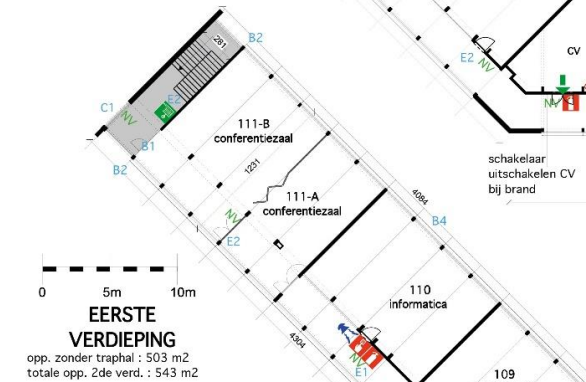 281
B2
E2
NV
CV
C1
NV
E2
NV
B1
111-B
conferentiezaal
B2
schakelaar
uitschakelen CV
bij brand
1231
111-A
conferentiezaal
4084
NV
B4
E2
0 5m 10m
110
informatica
EERSTE
VERDIEPING
opp. zonder traphal : 503 m2
totale opp. 2de verd. : 543 m2
4304
NV
E1
109